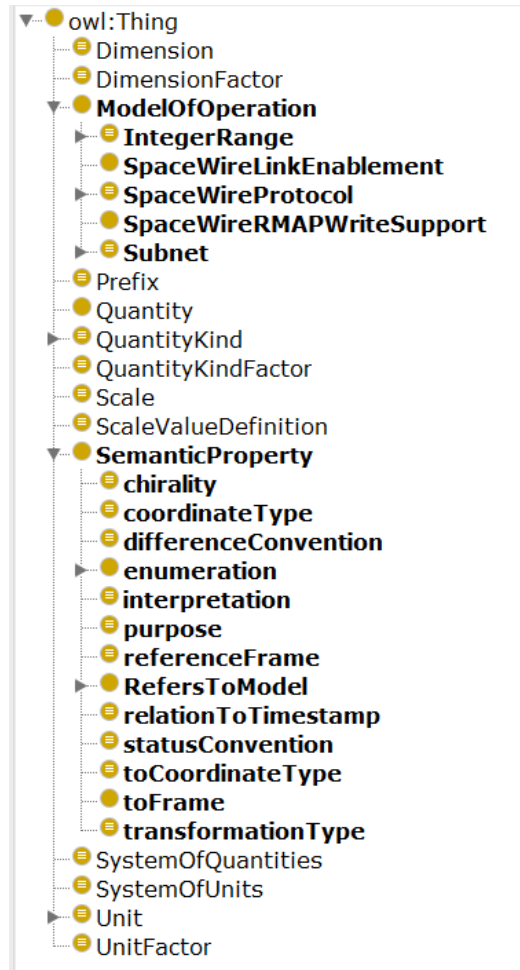 owl:Thing
Dimension
DimensionFactor
ModelOfOperation
IntegerRange
SpaceWireLinkEnablement
SpaceWireProtocol
SpaceWireRMAPWriteSupport
Subnet
Prefix
Quantity
QuantityKind
QuantityKindFactor
Scale
ScaleValueDefinition
SemanticProperty
chirality
coordinateType
differenceConvention
enumeration
interpretation
purpose
referenceFrame
RefersToModel
relationToTimestamp
statusConvention
toCoordinateType
toFrame
transformationType
SystemOfQuantities
SystemOfUnits
Unit
UnitFactor